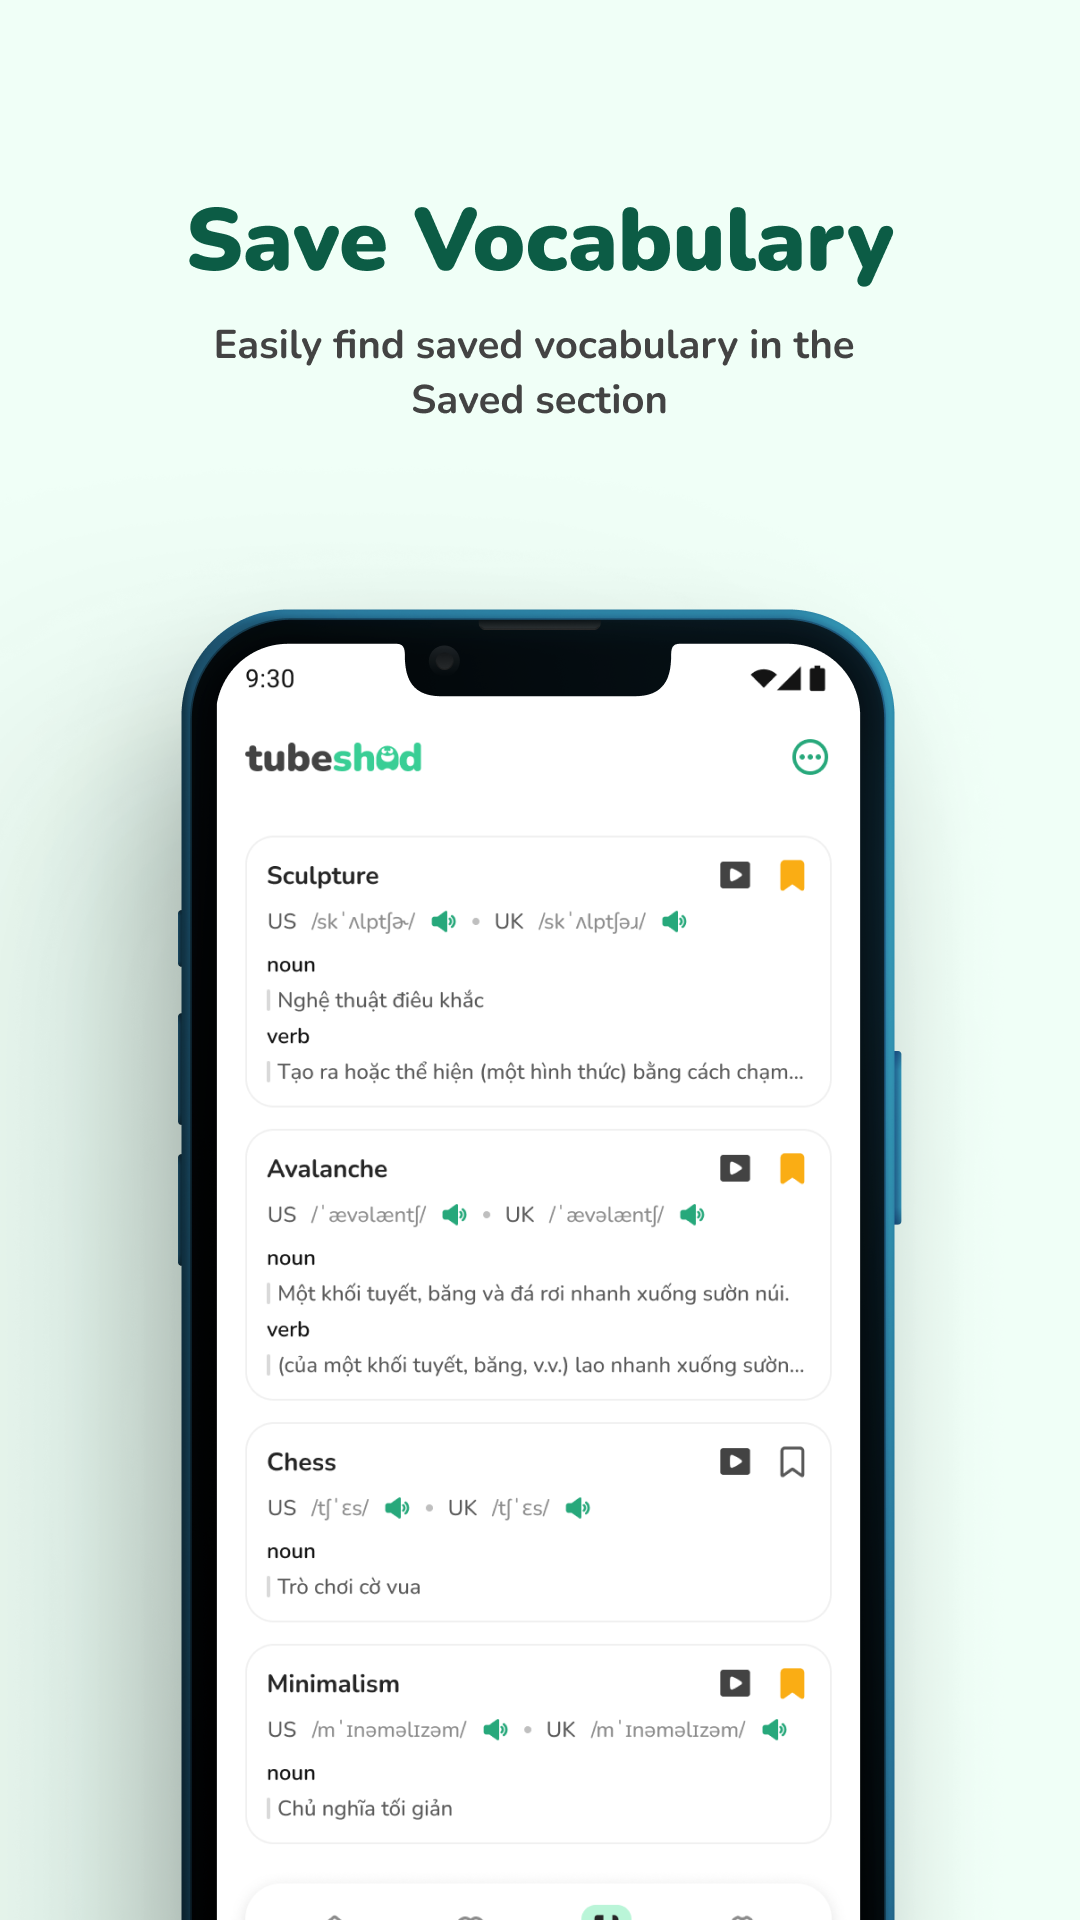 Save Vocabulary
Easily find saved vocabulary in the
Saved section
9:30
tubeshad
Sculpture
US /skˈʌlptʃɚ/ • UK /skˈʌlptʃəɹ/
noun
Nghệ thuật điêu khắc
verb
Tạo ra hoặc thể hiện (một hình thức) bằng cách chạm...
Avalanche
US /ˈævəlæntʃ/ • UK /ˈævəlæntʃ/
noun
Một khối tuyết, băng và đá rơi nhanh xuống sườn núi.
verb
(của một khối tuyết, băng, v.v.) lao nhanh xuống sườn...
Chess
US /tʃˈɛs/ • UK /tʃˈɛs/
noun
Trò chơi cờ vua
Minimalism
US /mˈɪnəməlɪzəm/ • UK /mˈɪnəməlɪzəm/
noun
Chủ nghĩa tối giản